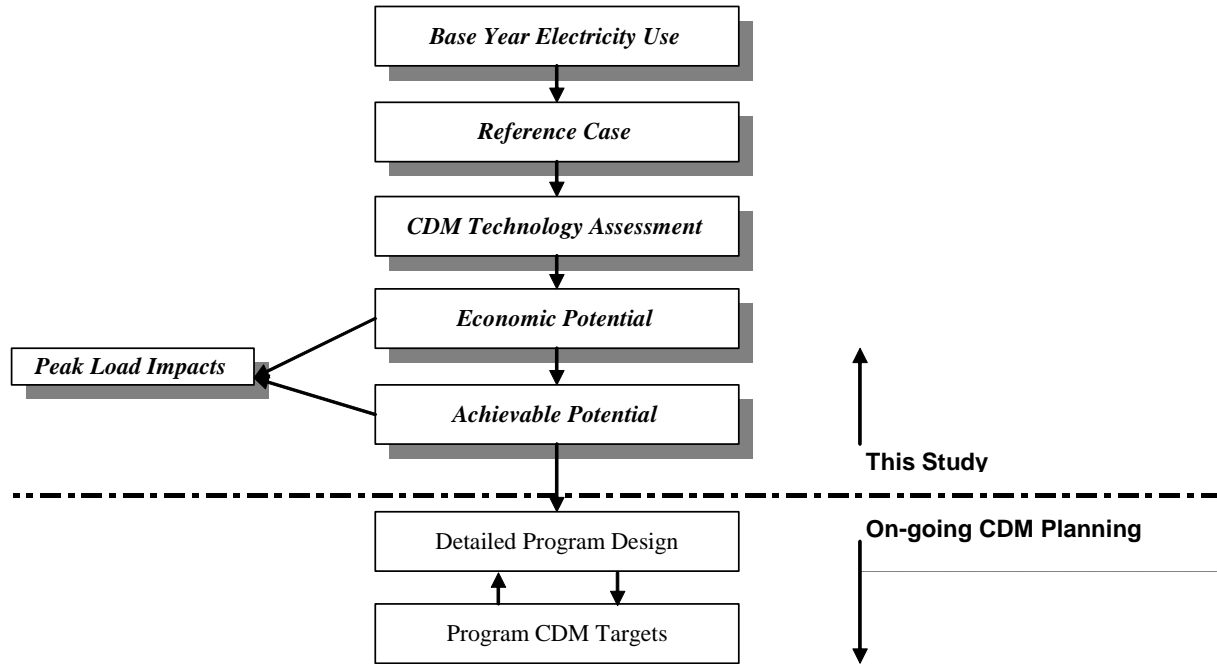 Base Year Electricity Use
Reference Case
CDM Technology Assessment
Economic Potential
Peak Load Impacts
Achievable Potential
This Study
Detailed Program Design
On-going CDM Planning
Program CDM Targets